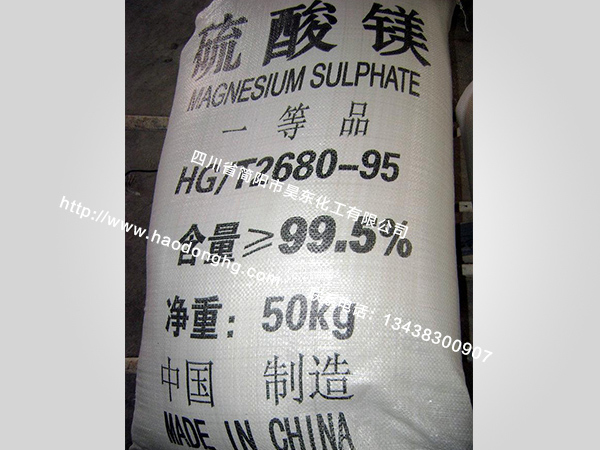 硫酸镁
MAGNESIUM SULPHATE
一等品
HG/T2680-95
四川省简阳市昊东化工有限公司
http://www.haodonghg.com
含量≥99.5%
净重: 50kg
电话: 13438300907
中国 制造
MADE IN CHINA